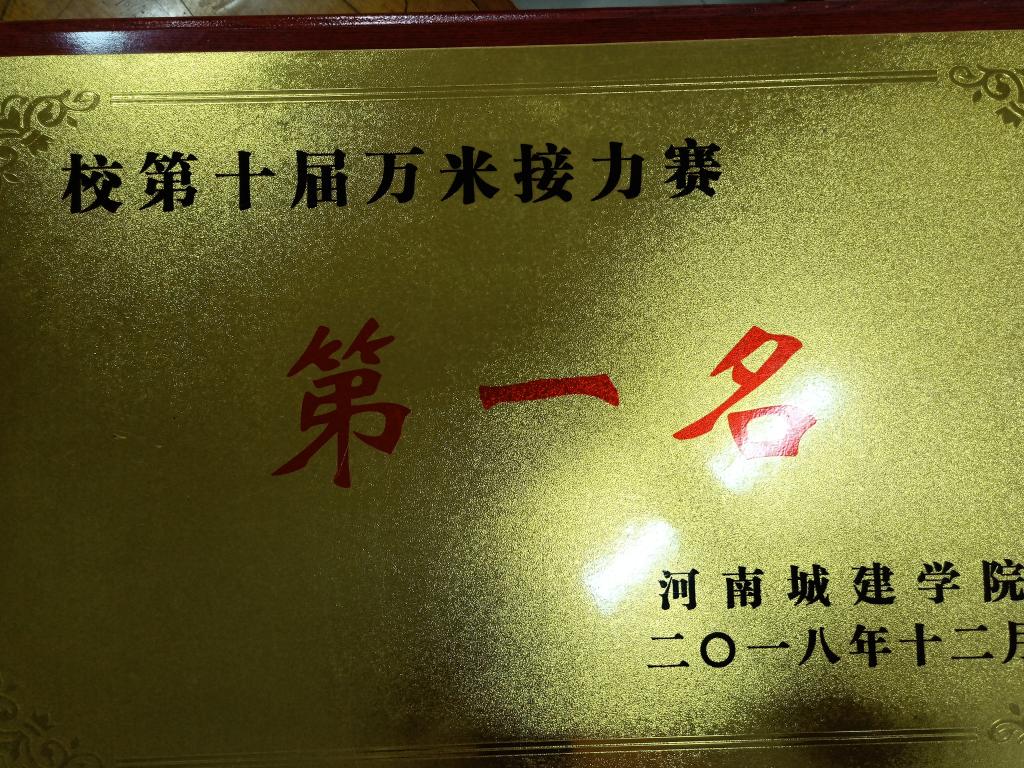 校第十届万米接力赛
第一名
河南城建学院
二〇一八年十二月